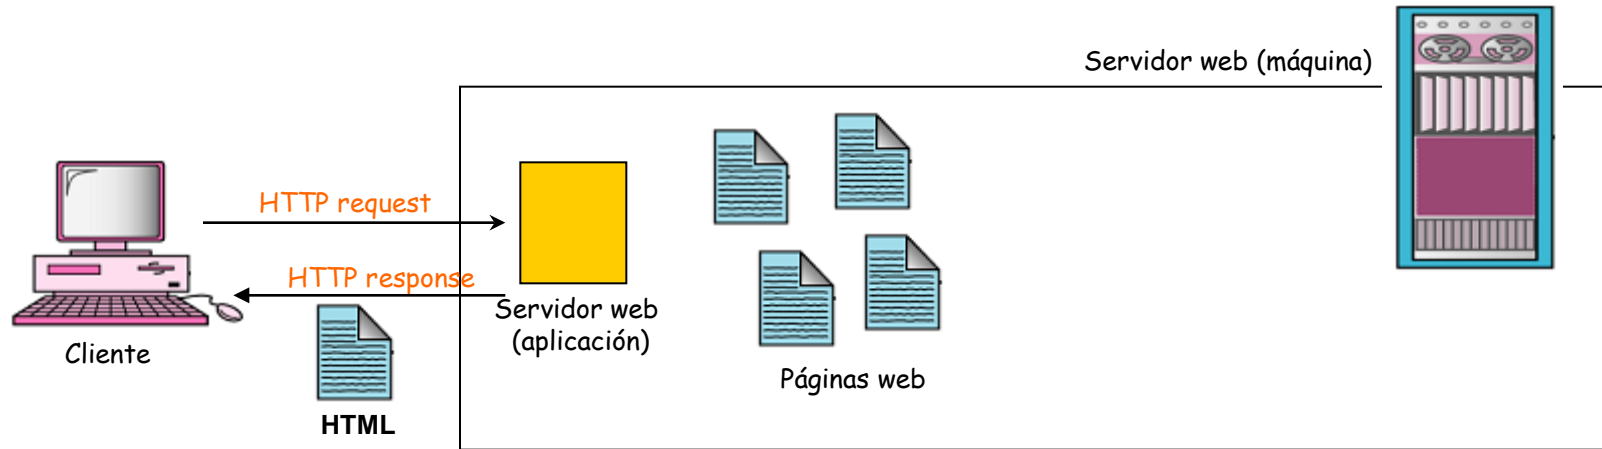 Servidor web (máquina)
HTTP request
HTTP response
Servidor web
(aplicación)
Cliente
Páginas web
HTML